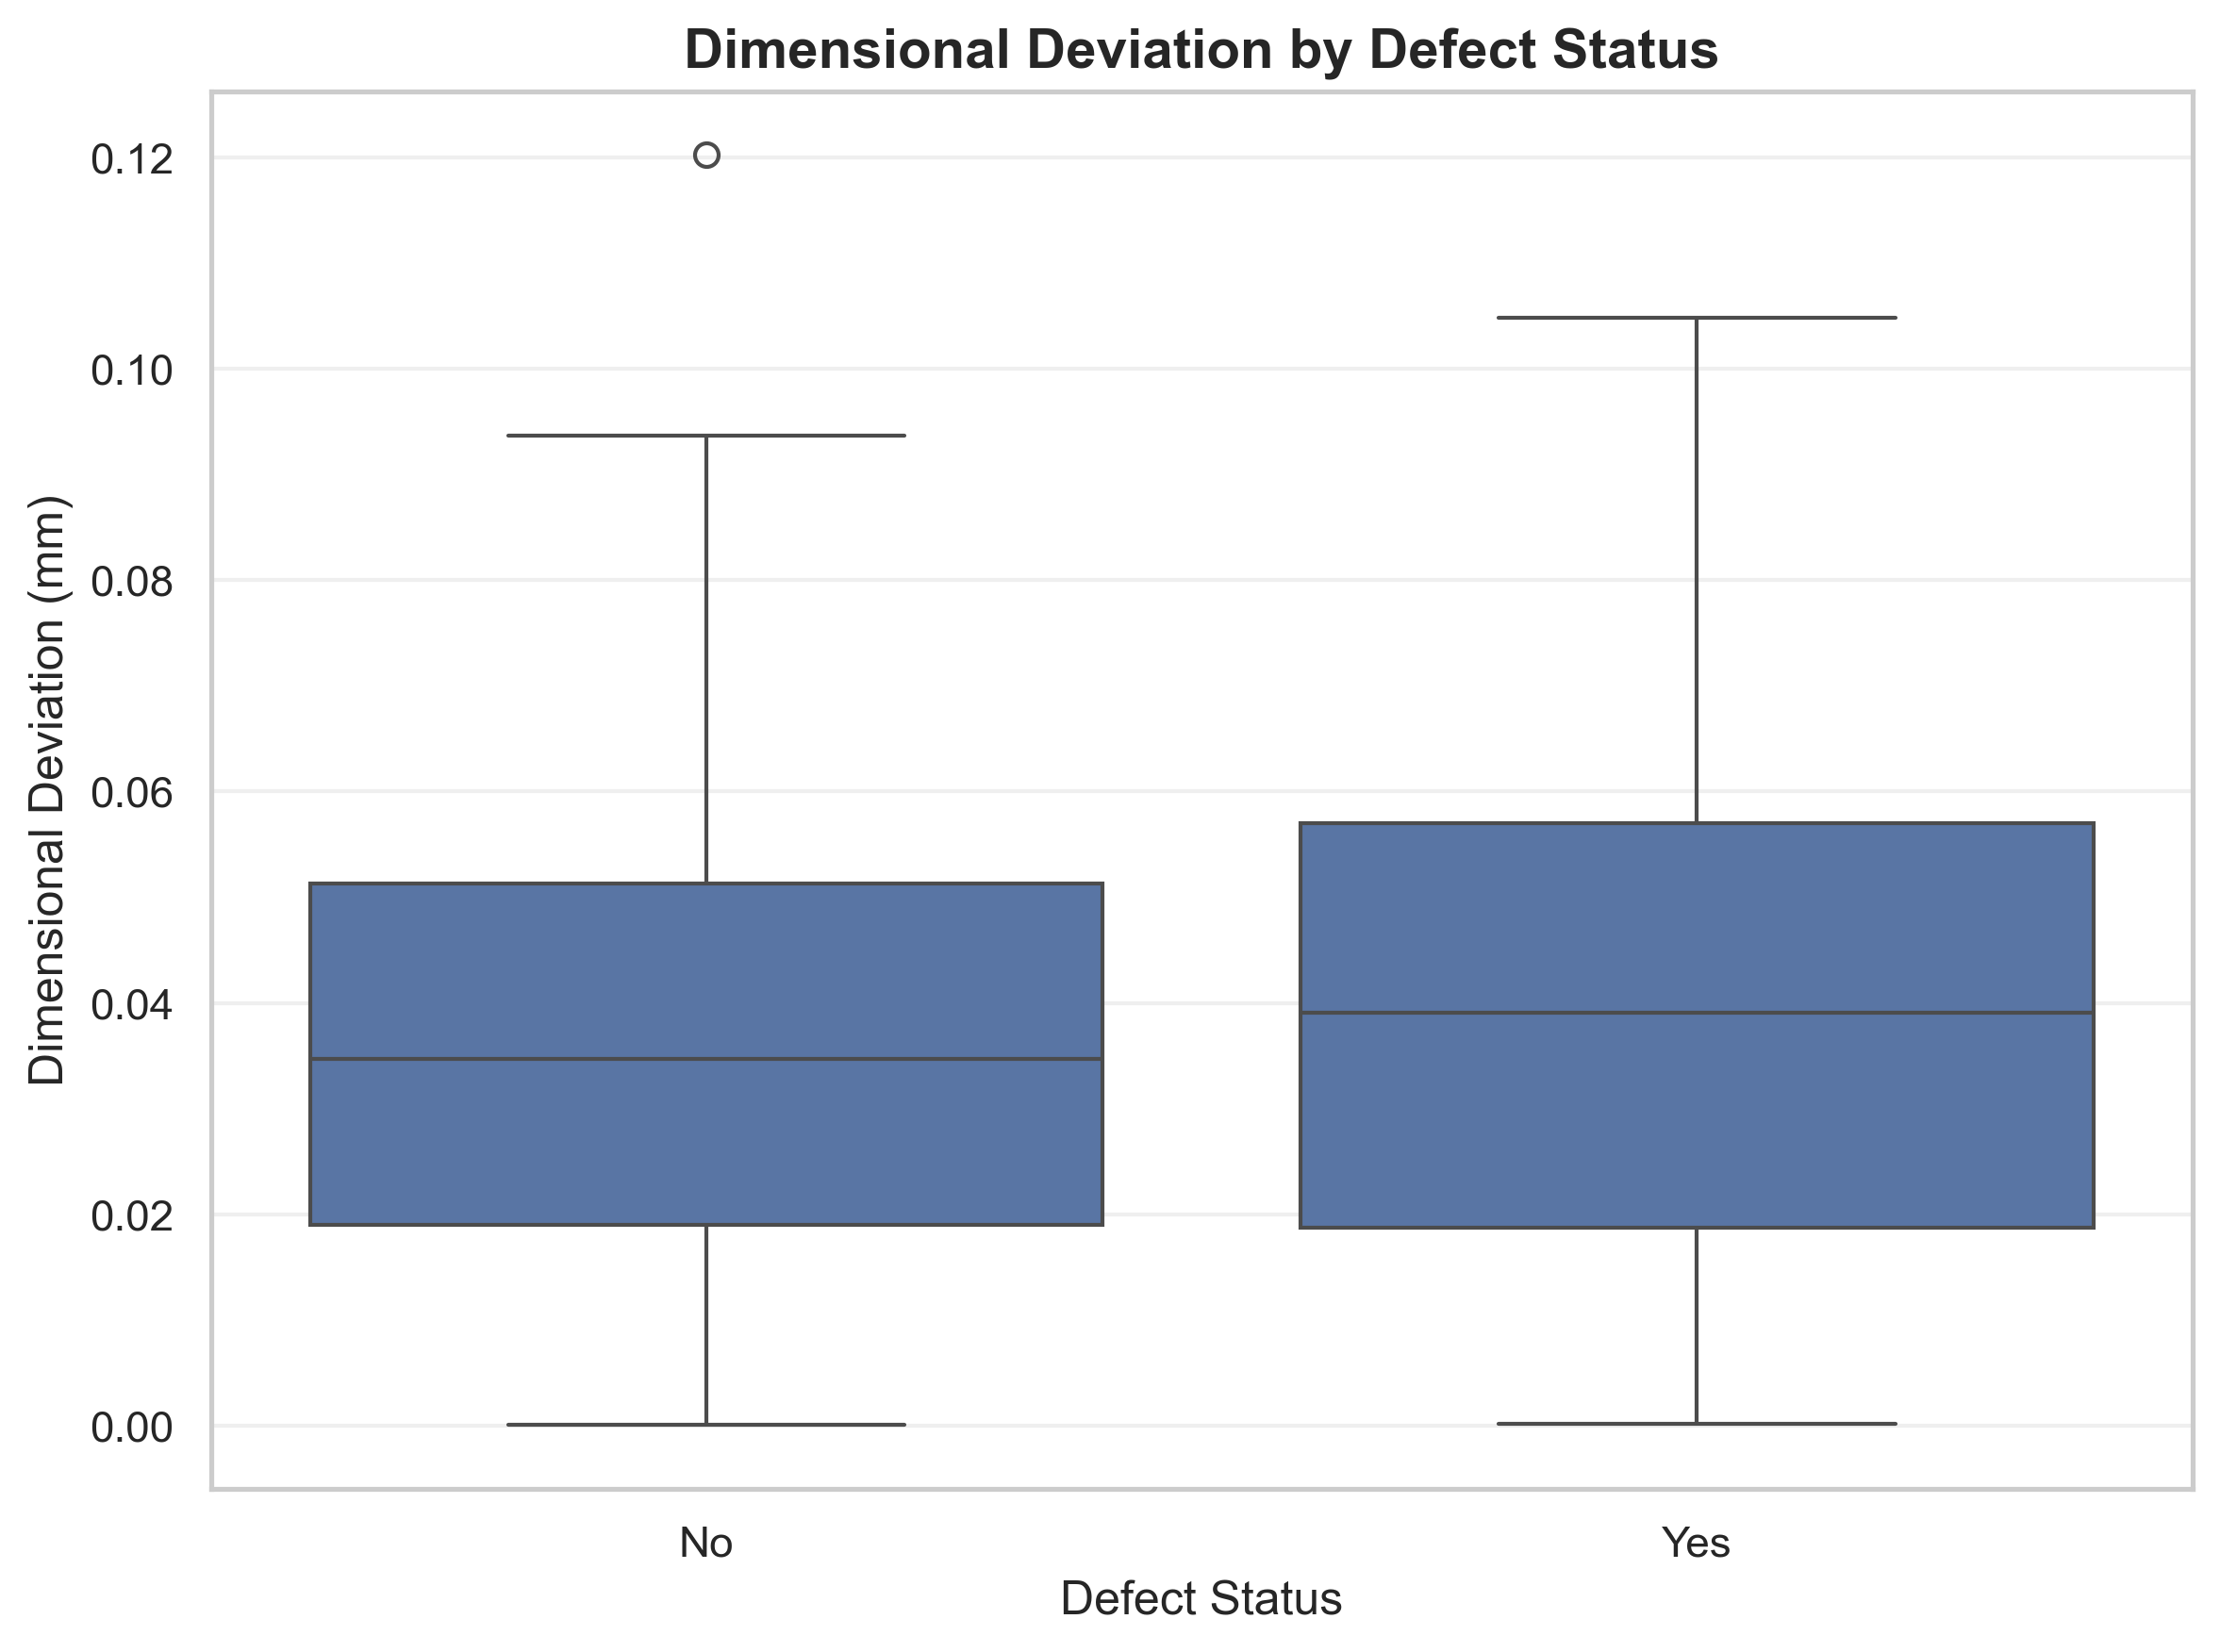 Dimensional Deviation by Defect Status
Dimensional Deviation (mm)
0.12
0.10
0.08
0.06
0.04
0.02
0.00
No
Yes
Defect Status